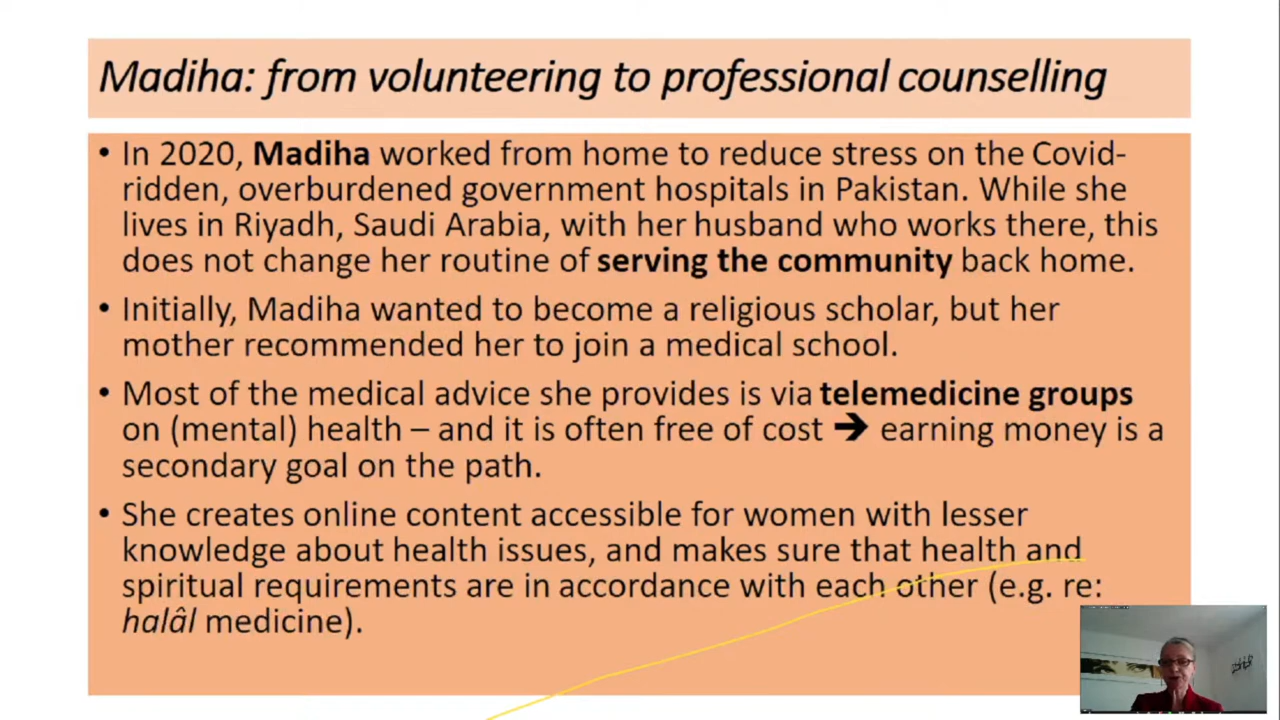 Madiha: from volunteering to professional counselling
• In 2020, Madiha worked from home to reduce stress on the Covid-
ridden, overburdened government hospitals in Pakistan. While she
lives in Riyadh, Saudi Arabia, with her husband who works there, this
does not change her routine of serving the community back home.
• Initially, Madiha wanted to become a religious scholar, but her
mother recommended her to join a medical school.
• Most of the medical advice she provides is via telemedicine groups
on (mental) health – and it is often free of cost ➔ earning money is a
secondary goal on the path.
• She creates online content accessible for women with lesser
knowledge about health issues, and makes sure that health and
spiritual requirements are in accordance with each other (e.g. re:
halâl medicine).